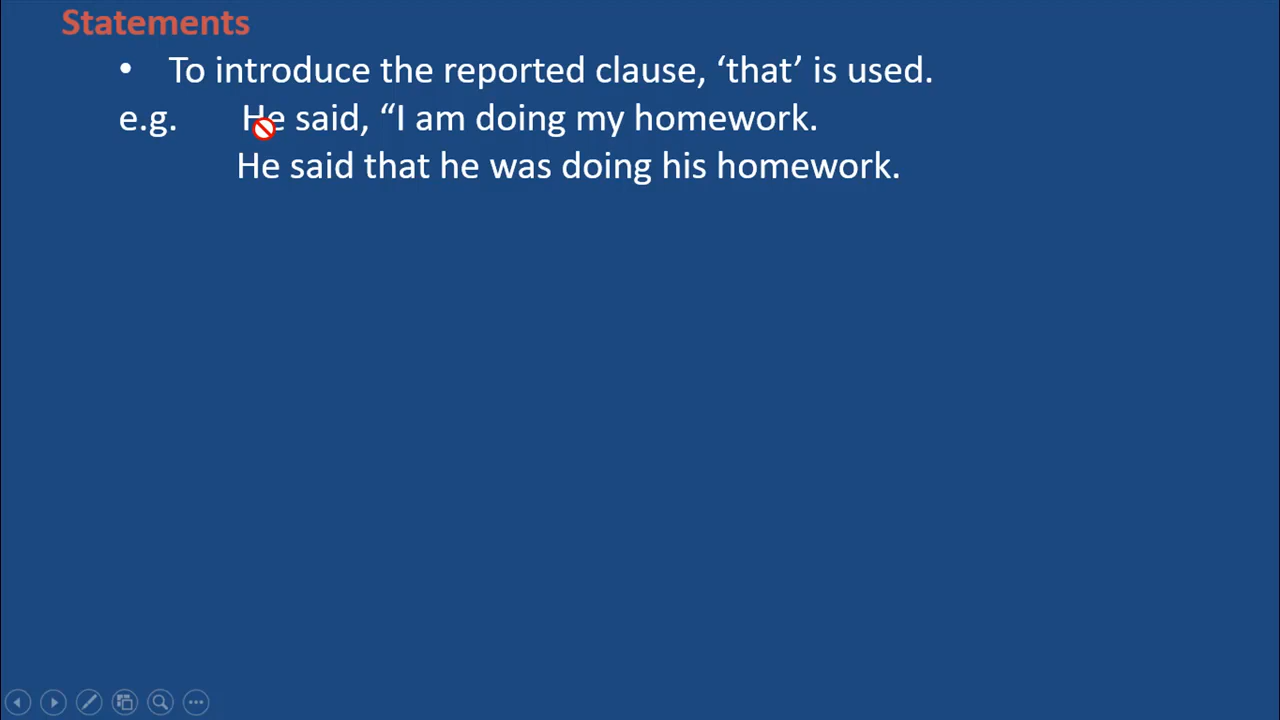 Statements
• To introduce the reported clause, ‘that’ is used.
e.g. He said, “I am doing my homework.
He said that he was doing his homework.